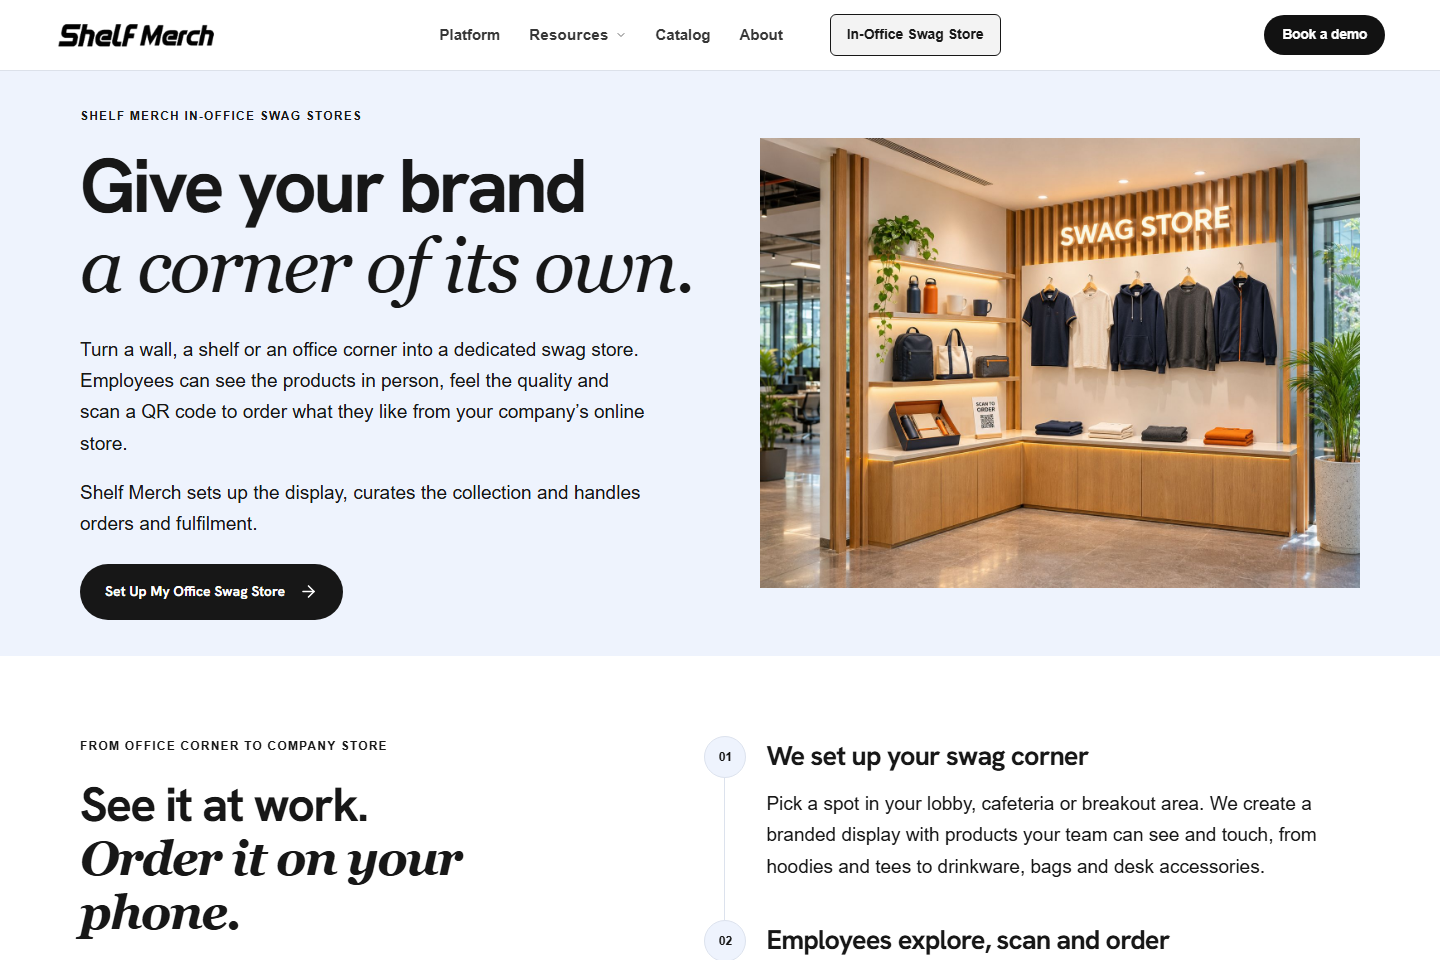 Shelf Merch
Platform
Resources
Catalog
About
In-Office Swag Store
Book a demo
SHELF MERCH IN-OFFICE SWAG STORES
Give your brand
a corner of its own.
Turn a wall, a shelf or an office corner into a dedicated swag store.
Employees can see the products in person, feel the quality and
scan a QR code to order what they like from your company’s online
store.
Shelf Merch sets up the display, curates the collection and handles
orders and fulfilment.
Set Up My Office Swag Store
SWAG STORE
SCAN TO
ORDER
FROM OFFICE CORNER TO COMPANY STORE
See it at work.
Order it on your
phone.
01
We set up your swag corner
Pick a spot in your lobby, cafeteria or breakout area. We create a
branded display with products your team can see and touch, from
hoodies and tees to drinkware, bags and desk accessories.
02
Employees explore, scan and order